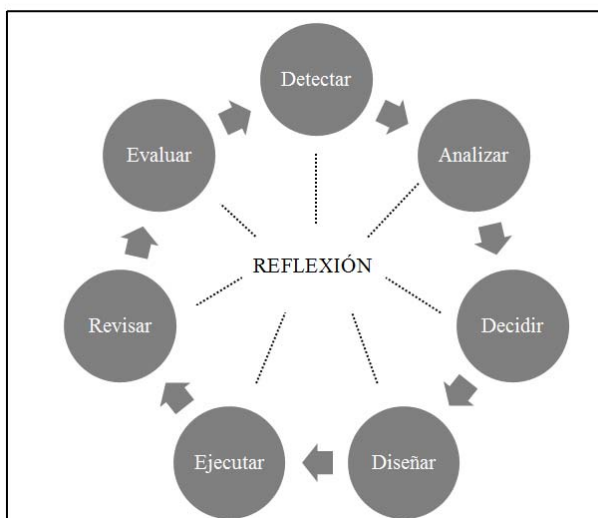 Detectar
Analizar
Decidir
Diseñar
Ejecutar
Revisar
Evaluar
REFLEXIÓN